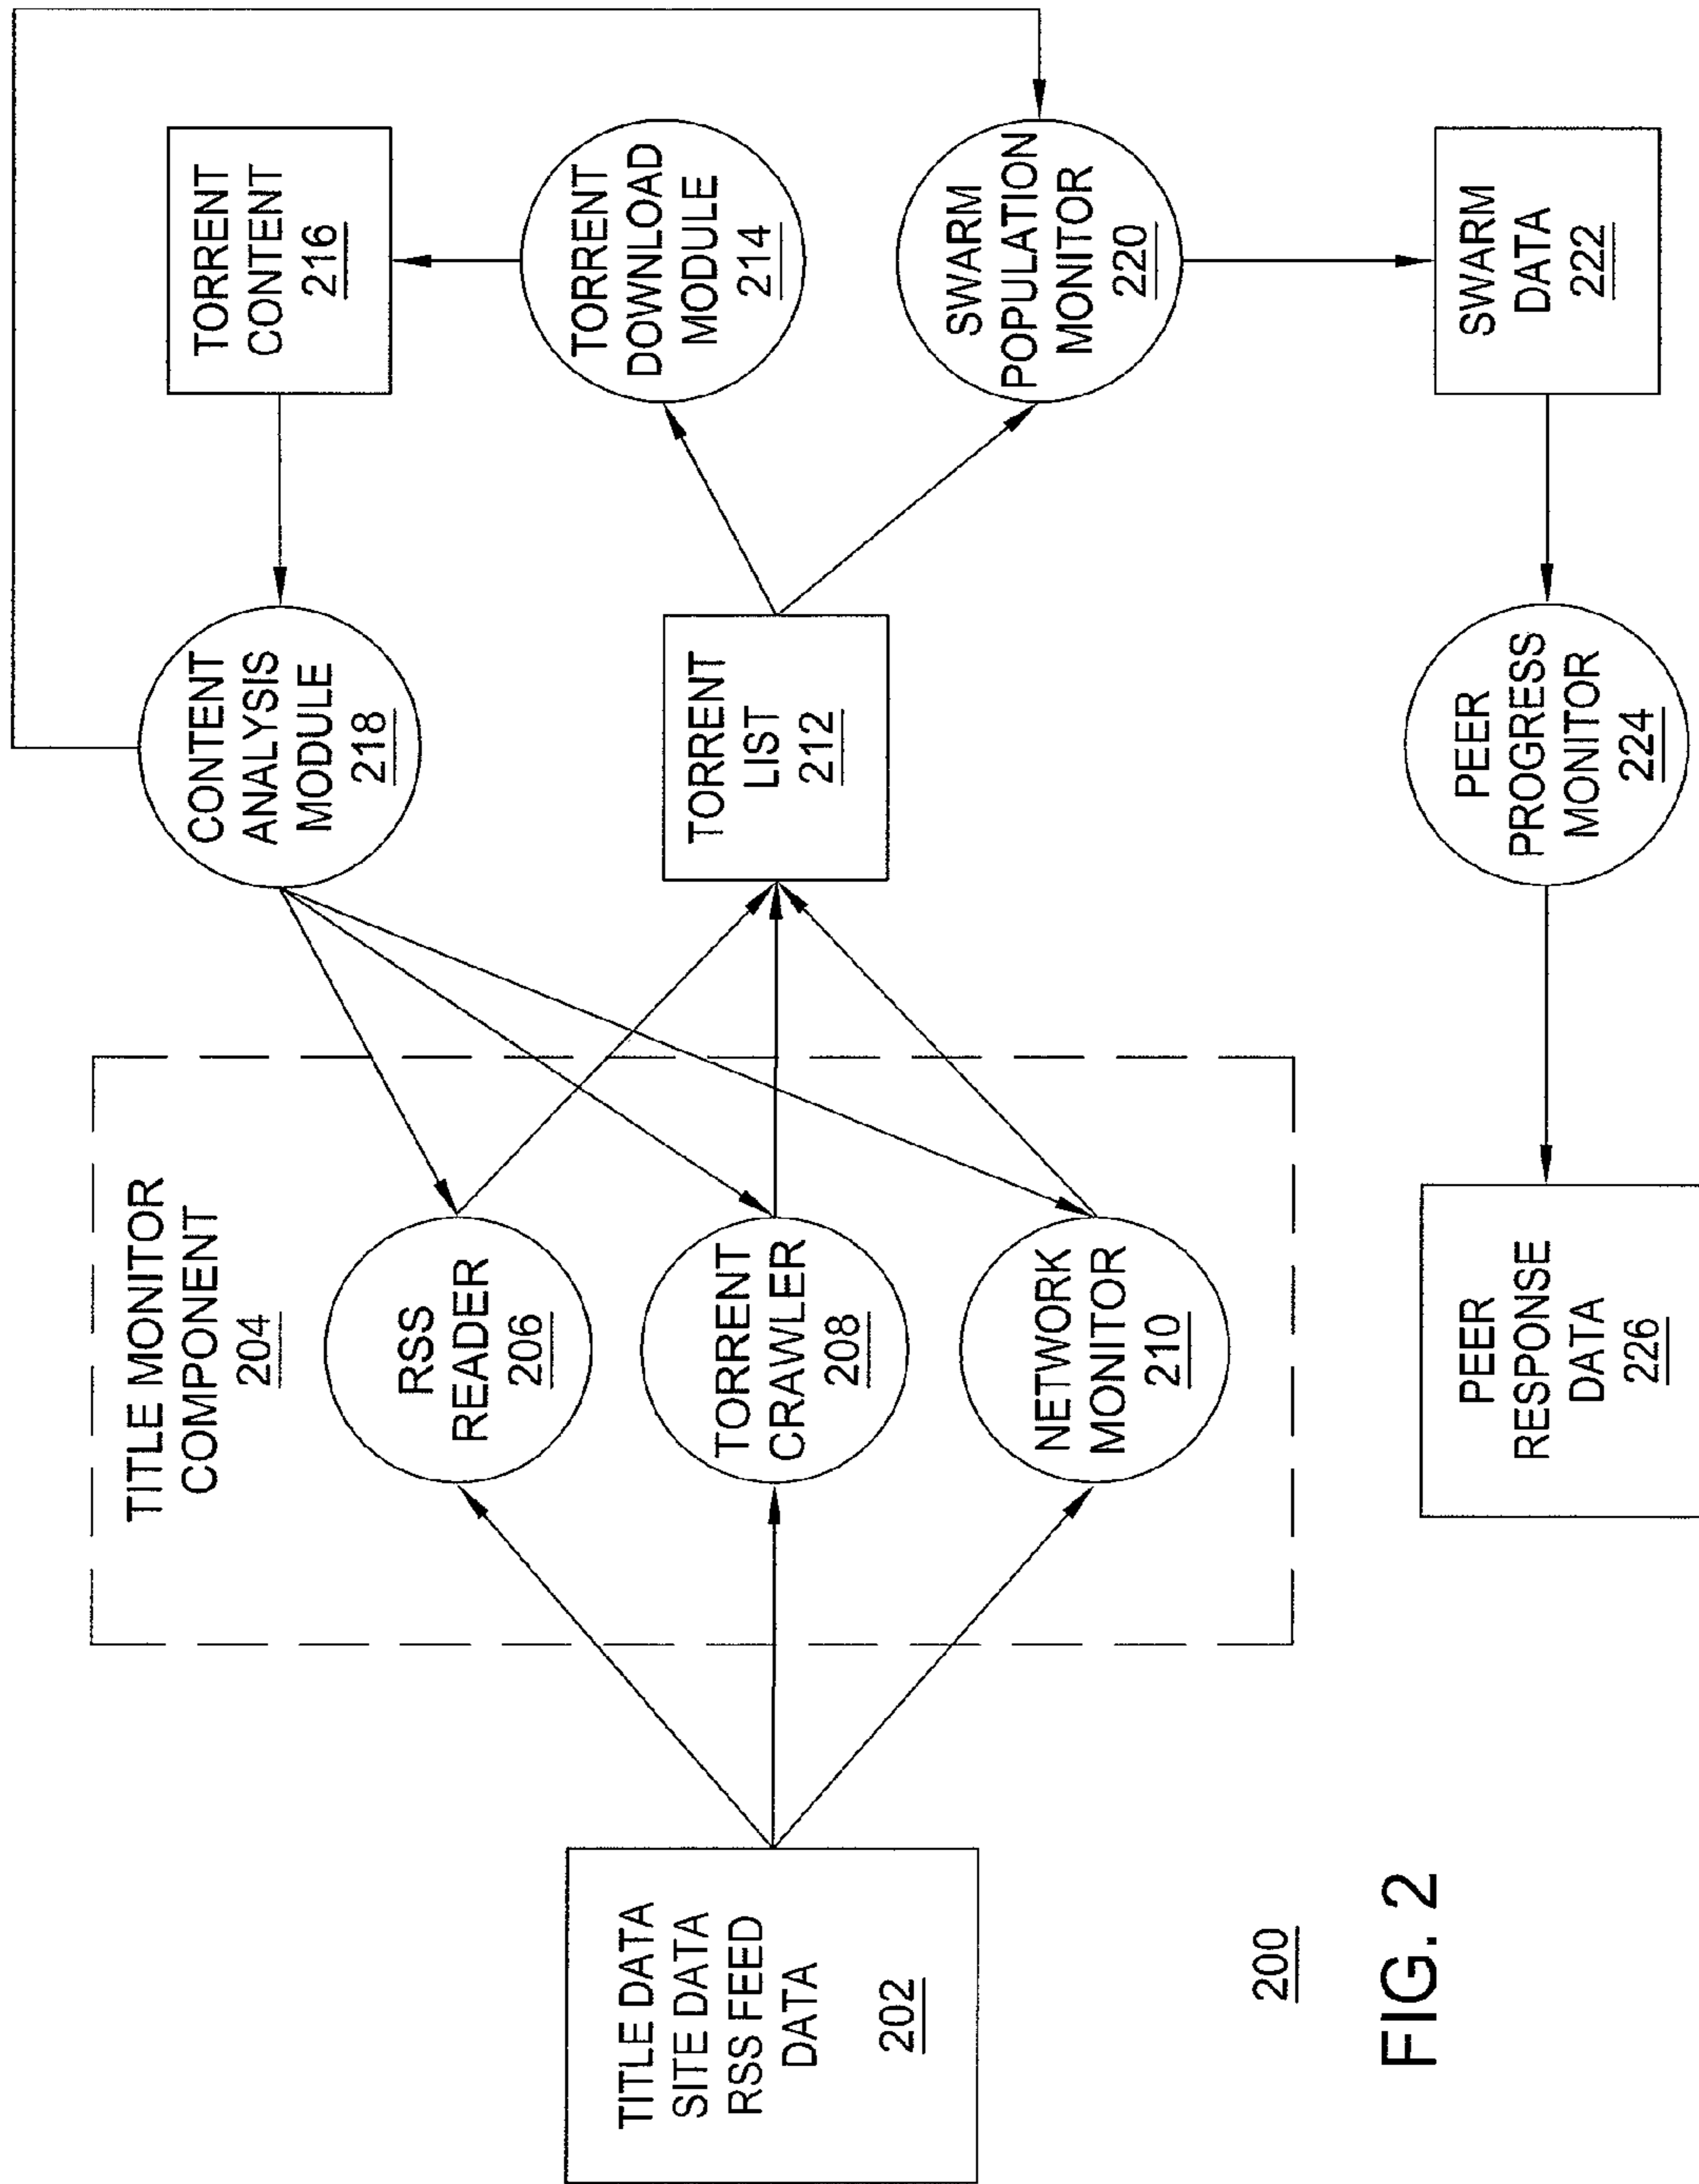 TITLE DATA
SITE DATA
RSS FEED
DATA
202
TITLE MONITOR
COMPONENT
204
RSS
READER
206
TORRENT
CRAWLER
208
NETWORK
MONITOR
210
CONTENT
ANALYSIS
MODULE
218
TORRENT
LIST
212
TORRENT
CONTENT
216
TORRENT
DOWNLOAD
MODULE
214
SWARM
POPULATION
MONITOR
220
SWARM
DATA
222
PEER
PROGRESS
MONITOR
224
PEER
RESPONSE
DATA
226
200
FIG. 2